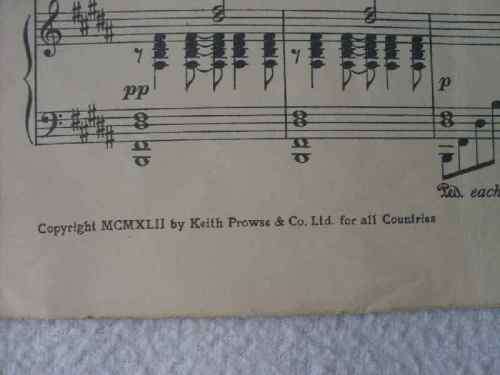 pp
p
Ped. each
Copyright MCMXLII by Keith Prowse & Co. Ltd. for all Countries